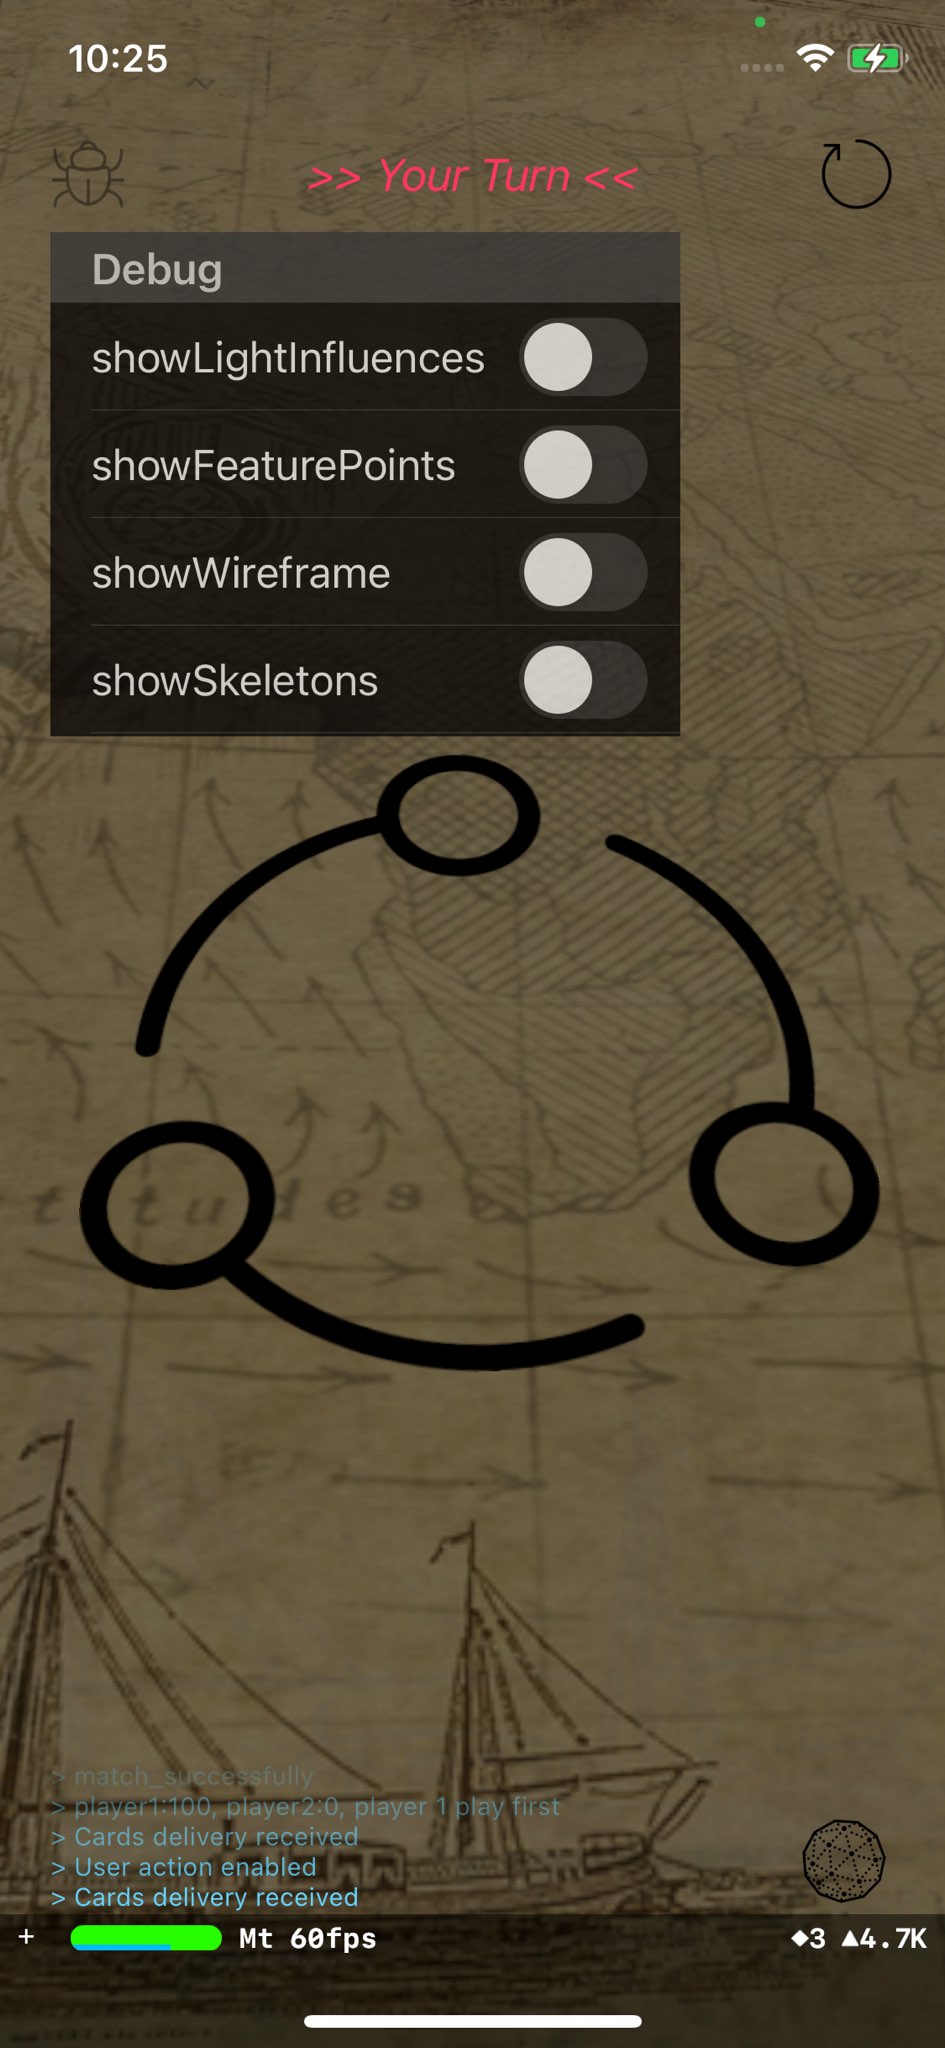 10:25
>> Your Turn <<
Debug
showLightInfluences
showFeaturePoints
showWireframe
showSkeletons
t tudes
> match_successfully
> player1:100, player2:0, player 1 play first
> Cards delivery received
> User action enabled
> Cards delivery received
+ Mt 60fps ◆3 ▲4.7K